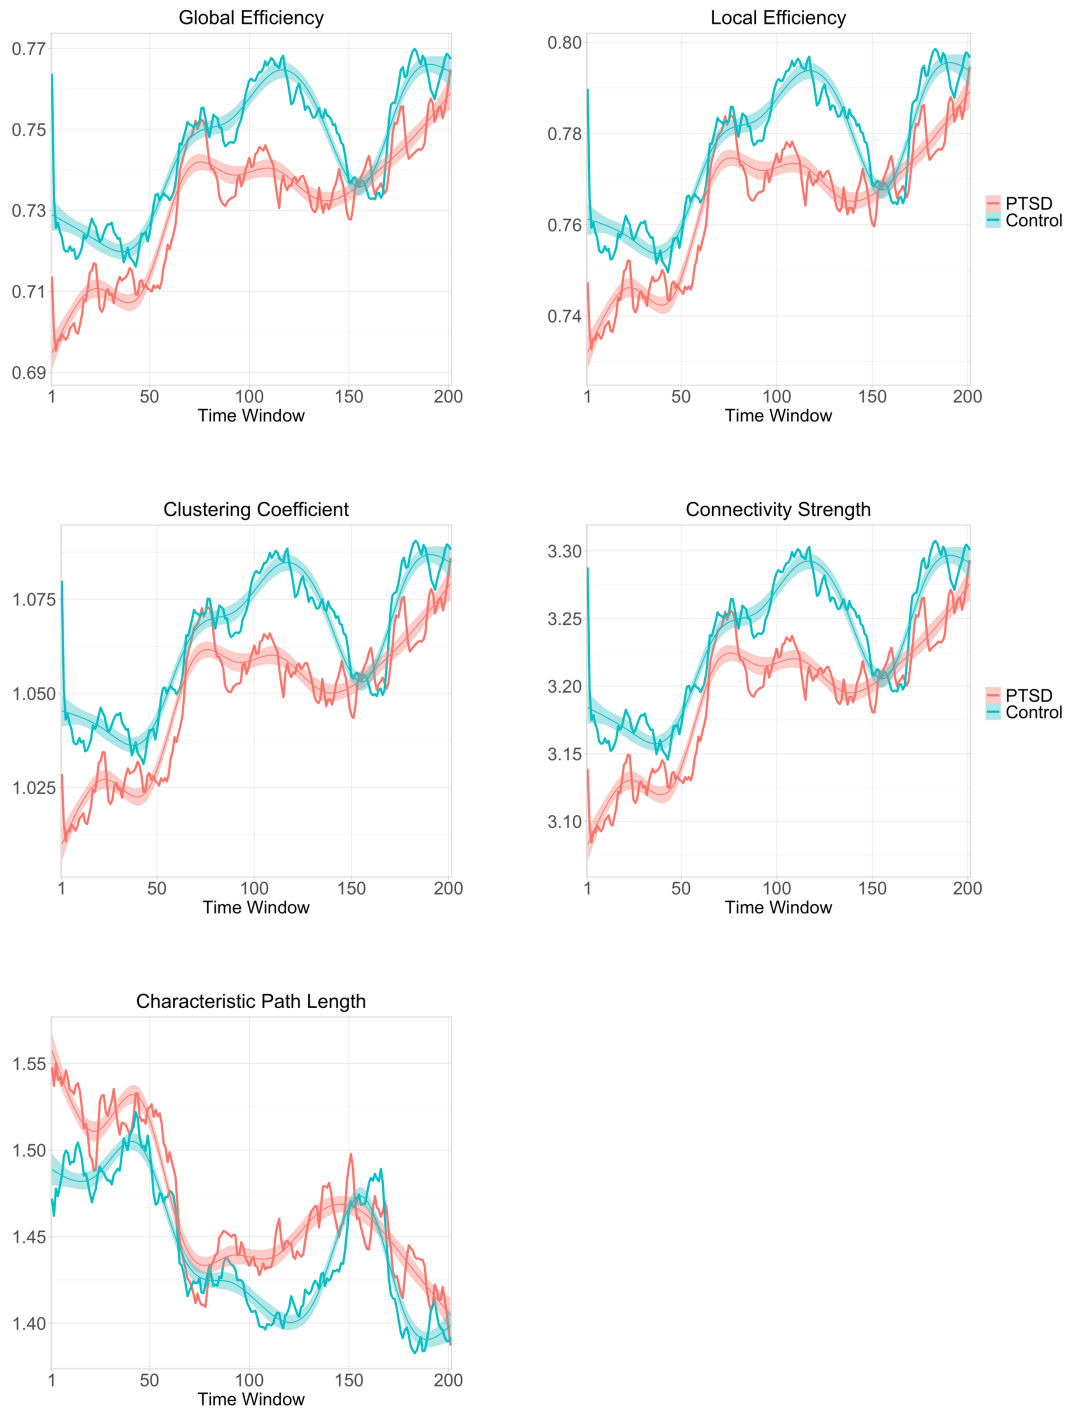 Global Efficiency
0.77
0.75
0.73
0.71
0.69
1 50 100 150 200
Time Window
Local Efficiency
0.80
0.78
0.76
0.74
1 50 100 150 200
Time Window
PTSD
Control
Clustering Coefficient
1.075
1.050
1.025
1 50 100 150 200
Time Window
Connectivity Strength
3.30
3.25
3.20
3.15
3.10
1 50 100 150 200
Time Window
PTSD
Control
Characteristic Path Length
1.55
1.50
1.45
1.40
1 50 100 150 200
Time Window